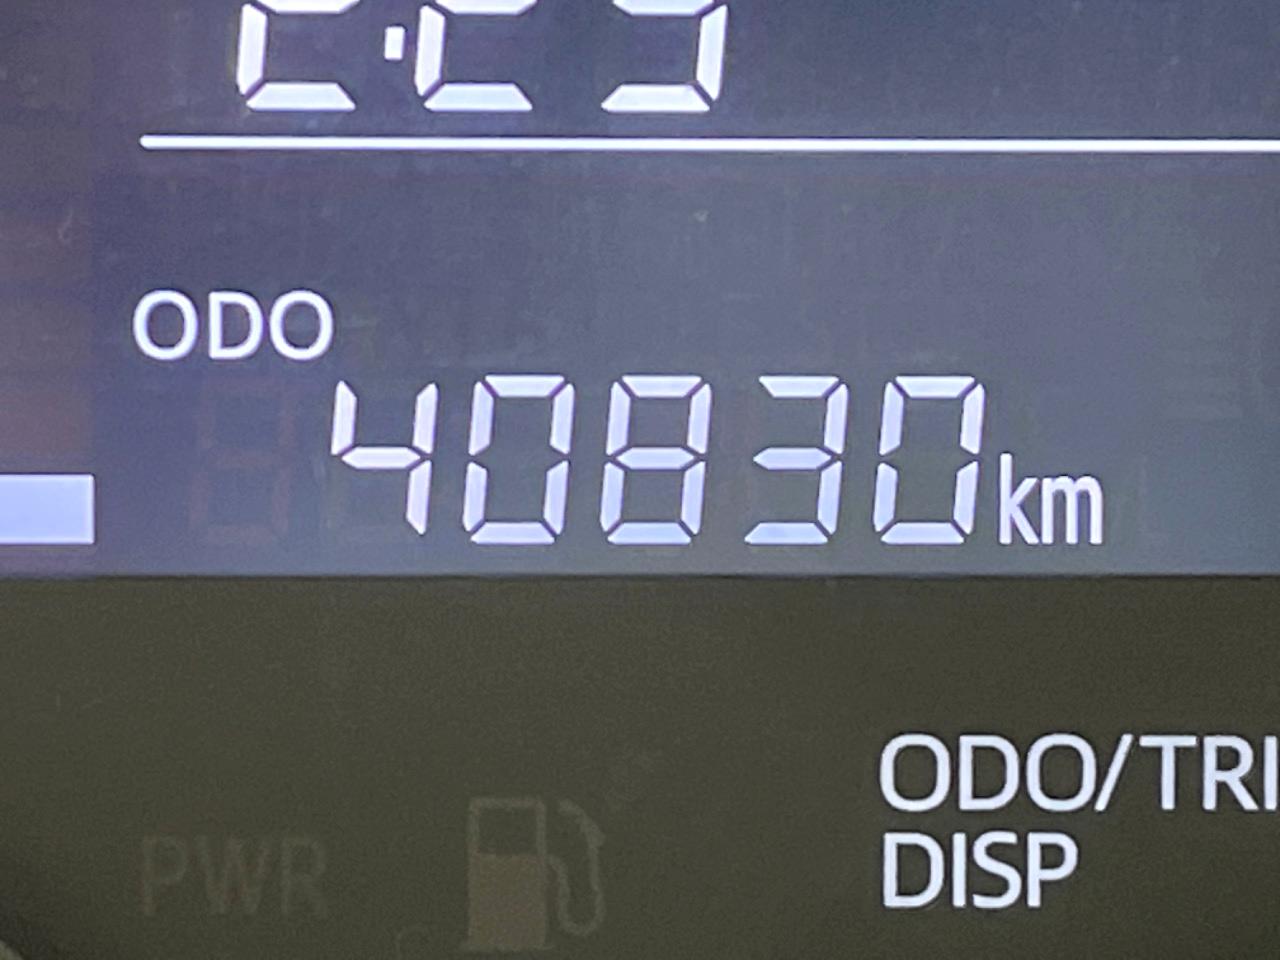 ODO
40830km
ODO/TRI
DISP
PWR